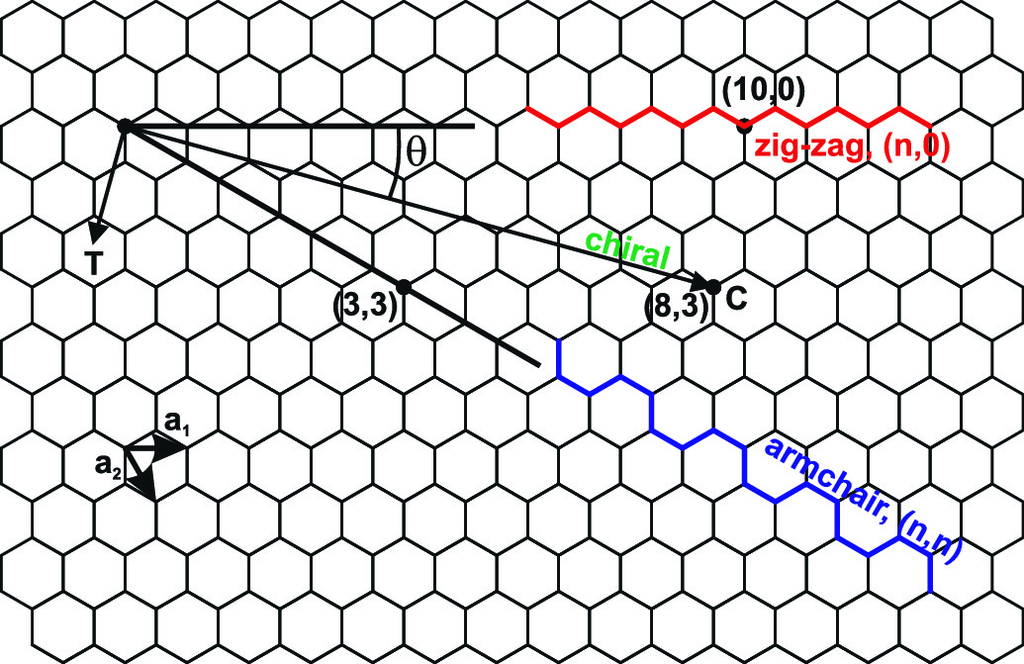 (10,0)
zig-zag, (n,0)
θ
chiral
T
(3,3)
(8,3)
C
a1
a2
armchair, (n,n)